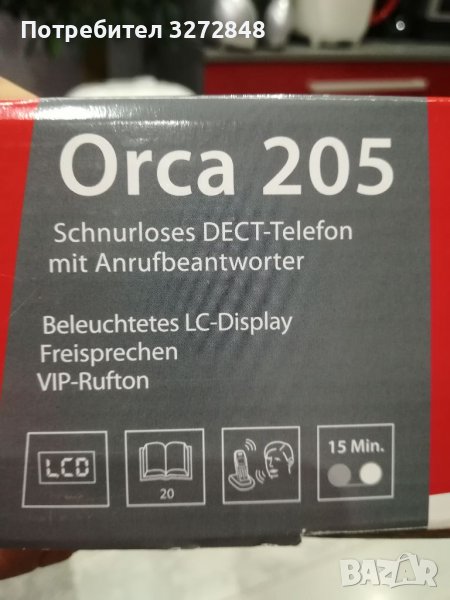 Потребител 3272848
Orca 205
Schnurloses DECT-Telefon
mit Anrufbeantworter
Beleuchtetes LC-Display
Freisprechen
VIP-Rufton
LCD
20
15 Min.
BAZAR